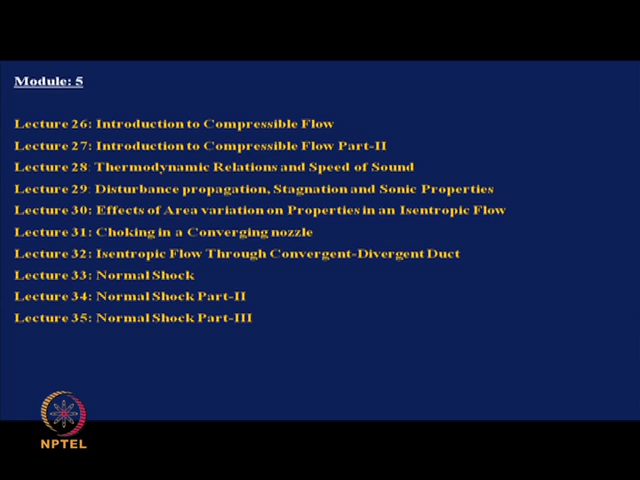 Module: 5
Lecture 26: Introduction to Compressible Flow
Lecture 27: Introduction to Compressible Flow Part-II
Lecture 28: Thermodynamic Relations and Speed of Sound
Lecture 29: Disturbance propagation, Stagnation and Sonic Properties
Lecture 30: Effects of Area variation on Properties in an Isentropic Flow
Lecture 31: Choking in a Converging nozzle
Lecture 32: Isentropic Flow Through Convergent-Divergent Duct
Lecture 33: Normal Shock
Lecture 34: Normal Shock Part-II
Lecture 35: Normal Shock Part-III
NPTEL